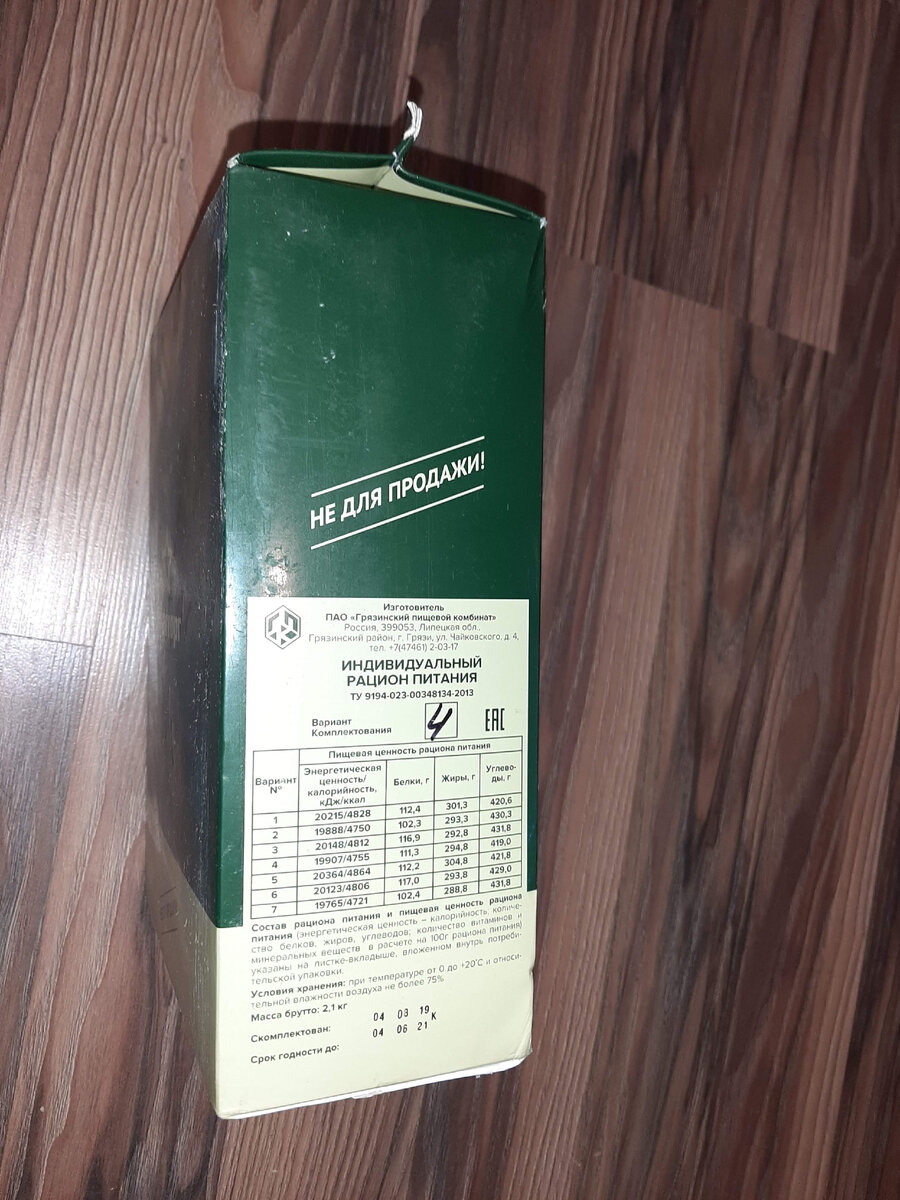 НЕ ДЛЯ ПРОДАЖИ!
Изготовитель
ПАО «Грязинский пищевой комбинат»
Россия, 399053, Липецкая обл.,
Грязинский район, г. Грязи, ул. Чайковского, д. 4,
тел. +7(47461) 2-03-17
ИНДИВИДУАЛЬНЫЙ
РАЦИОН ПИТАНИЯ
ТУ 9194-023-00348134-2013
Вариант
Комплектования 4 ЕАС
Пищевая ценность рациона питания
Вариант №
Энергетическая ценность/ калорийность, кДж/ккал
Белки, г
Жиры, г
Углеводы, г
1 20215/4828 112,4 301,3 420,6
2 19888/4750 102,3 293,3 430,3
3 20148/4812 116,9 292,8 431,8
4 19907/4755 111,3 294,8 419,0
5 20364/4864 112,2 304,8 421,8
6 20123/4806 117,0 293,8 429,0
7 19765/4721 102,4 288,8 431,8
Состав рациона питания и пищевая ценность рациона
питания (энергетическая ценность – калорийность, количе-
ство белков, жиров, углеводов; количество витаминов и
минеральных веществ в расчете на 100г рациона питания)
указаны на листке-вкладыше, вложенном внутрь потреби-
тельской упаковки.
Условия хранения: при температуре от 0 до +20°С и относи-
тельной влажности воздуха не более 75%
Масса брутто: 2,1 кг
Скомплектован: 04 03 19 К
Срок годности до: 04 06 21